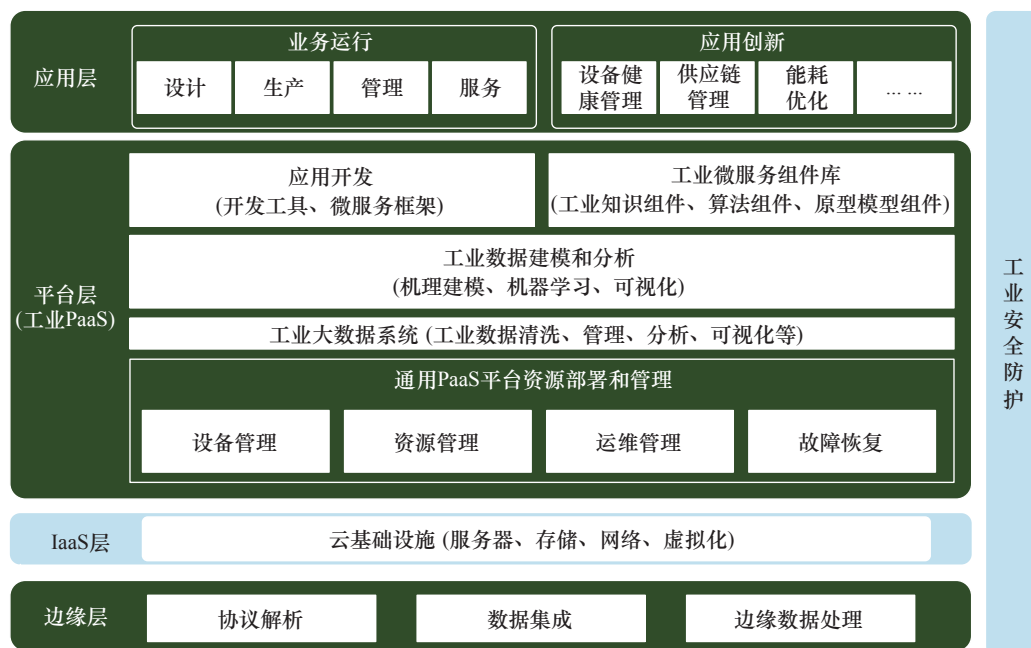 应用层
业务运行
设计
生产
管理
服务
应用创新
设备健
康管理
供应链
管理
能耗
优化
... ...
平台层
(工业PaaS)
应用开发
(开发工具、微服务框架)
工业微服务组件库
(工业知识组件、算法组件、原型模型组件)
工业数据建模和分析
(机理建模、机器学习、可视化)
工业大数据系统 (工业数据清洗、管理、分析、可视化等)
通用PaaS平台资源部署和管理
设备管理
资源管理
运维管理
故障恢复
IaaS层
云基础设施 (服务器、存储、网络、虚拟化)
边缘层
协议解析
数据集成
边缘数据处理
工业安全防护